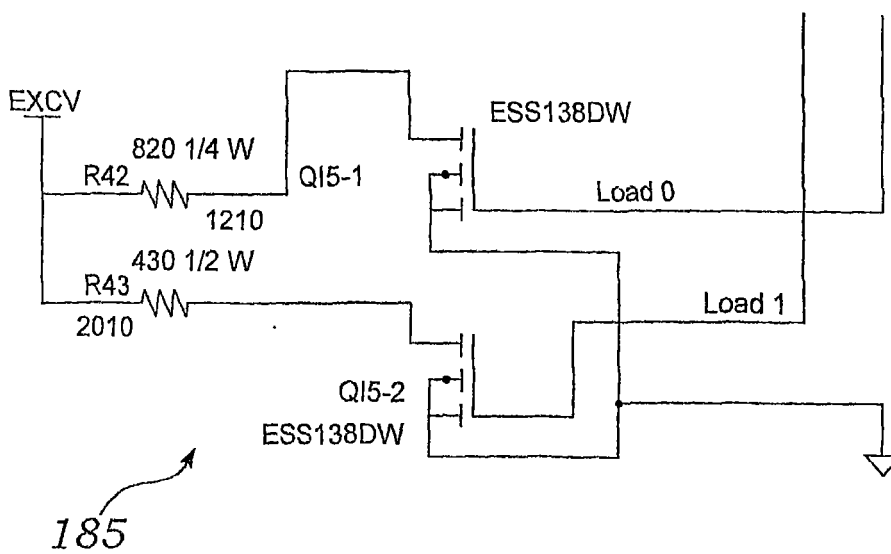 EXCV
ESS138DW
820 1/4 W
R42
QI5-1
Load 0
1210
430 1/2 W
R43
Load 1
2010
QI5-2
ESS138DW
185